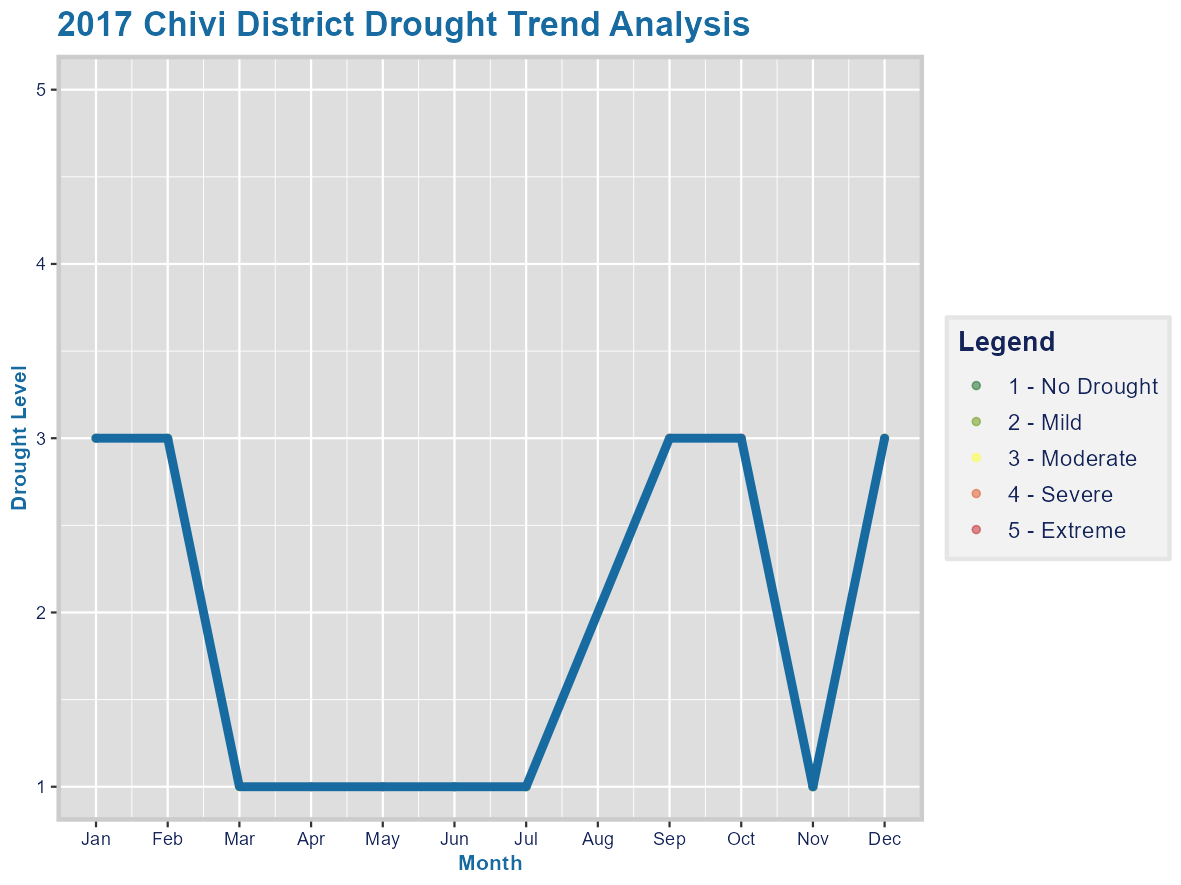 2017 Chivi District Drought Trend Analysis
5
4
3
2
1
Drought Level
Jan Feb Mar Apr May Jun Jul Aug Sep Oct Nov Dec
Month
Legend
1 - No Drought
2 - Mild
3 - Moderate
4 - Severe
5 - Extreme